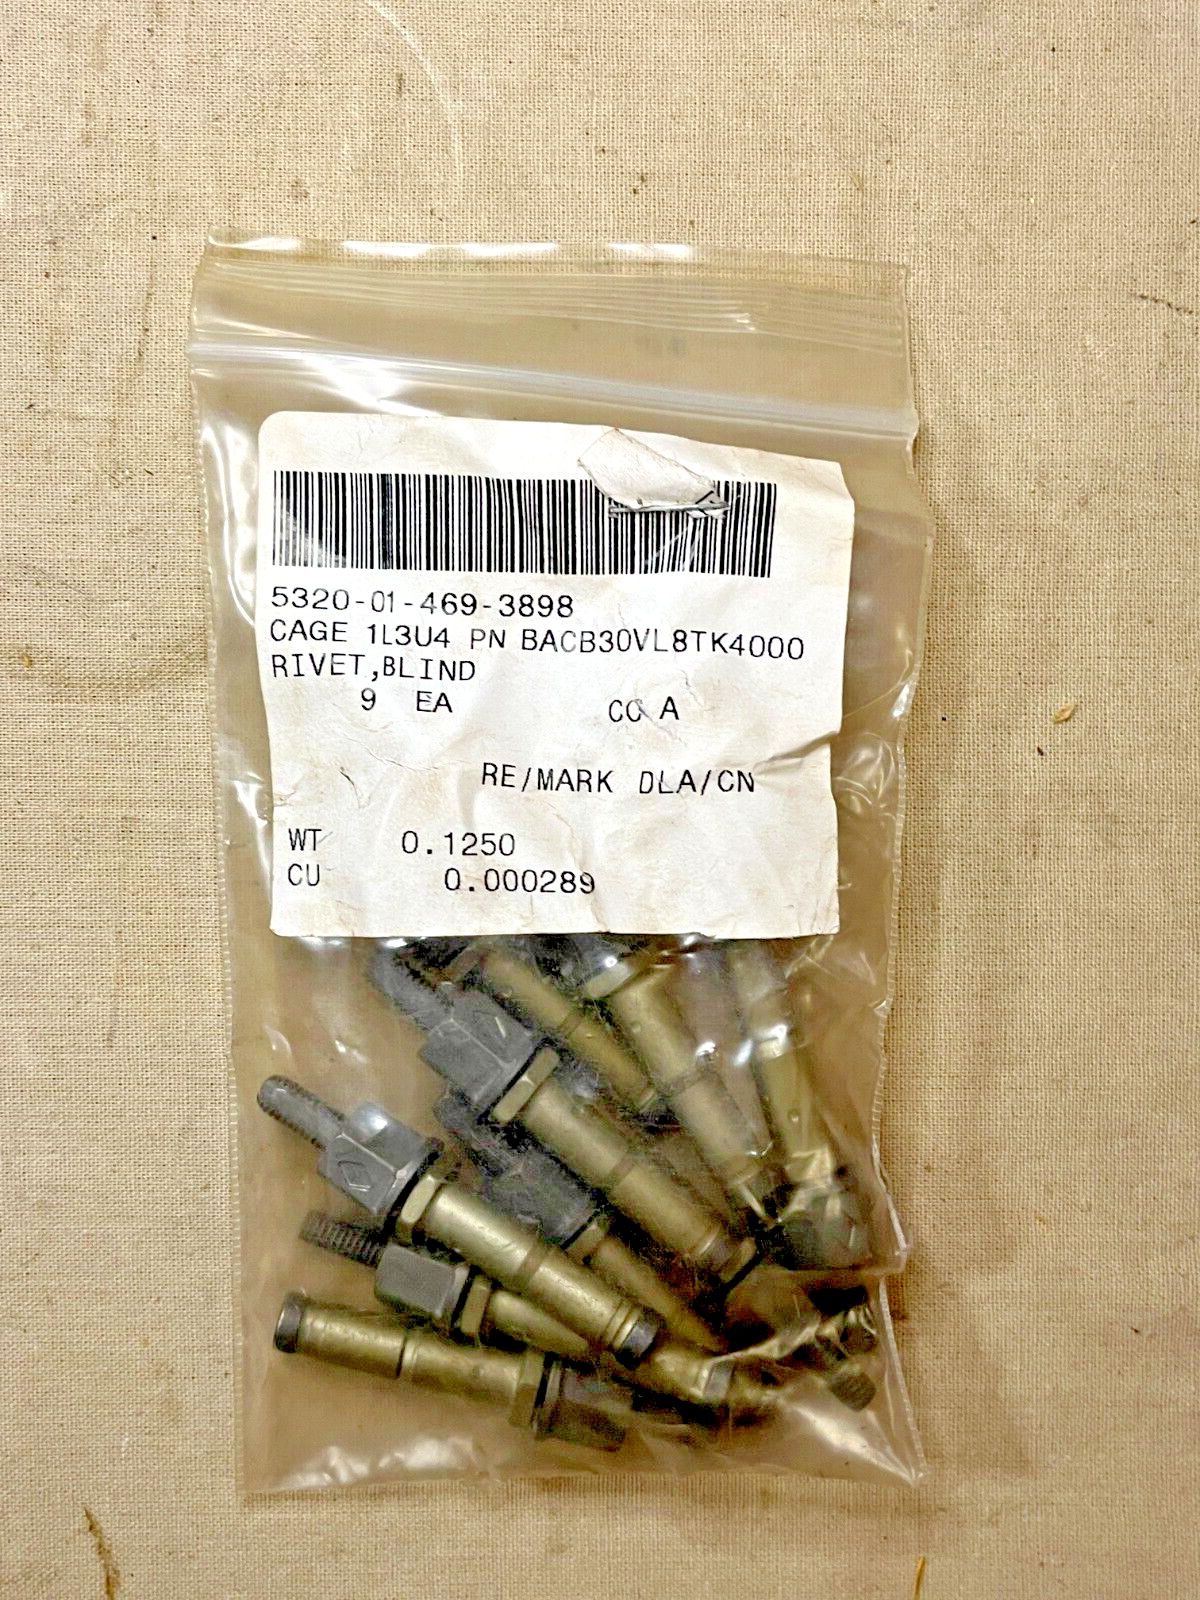 5320-01-469-3898
CAGE 1L3U4 PN BACB30VL8TK4000
RIVET,BLIND
9 EA CC A
RE/MARK DLA/CN
WT 0.1250
CU 0.000289